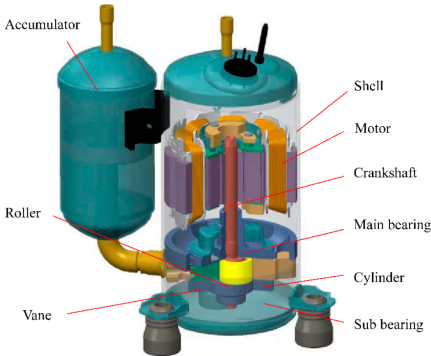 Accumulator
Shell
Motor
Crankshaft
Roller
Main bearing
Cylinder
Vane
Sub bearing